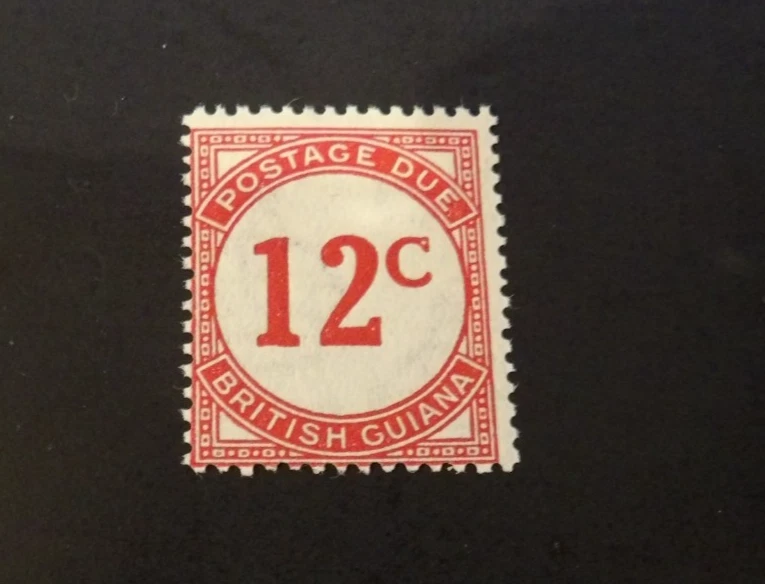 POSTAGE DUE
12c
BRITISH GUIANA